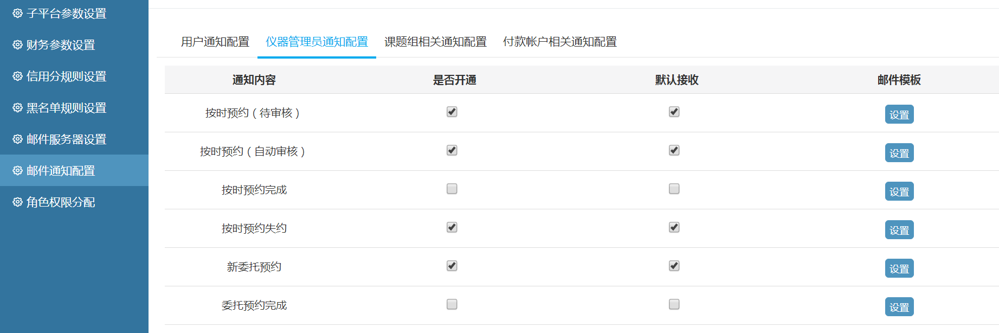 子平台参数设置
财务参数设置
信用分规则设置
黑名单规则设置
邮件服务器设置
邮件通知配置
角色权限分配
用户通知配置 仪器管理员通知配置 课题组相关通知配置 付款帐户相关通知配置
通知内容 是否开通 默认接收 邮件模板
按时预约（待审核） 设置
按时预约（自动审核） 设置
按时预约完成 设置
按时预约失约 设置
新委托预约 设置
委托预约完成 设置